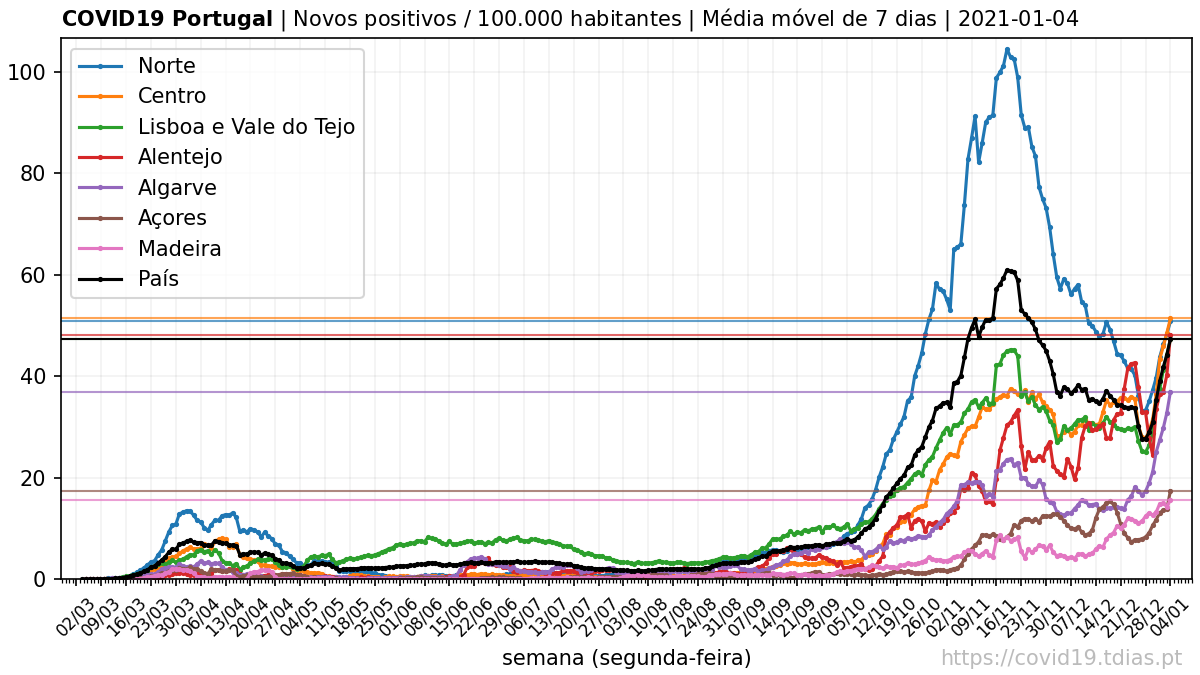 COVID19 Portugal | Novos positivos / 100.000 habitantes | Média móvel de 7 dias | 2021-01-04
Norte
Centro
Lisboa e Vale do Tejo
Alentejo
Algarve
Açores
Madeira
País
100
80
60
40
20
0
02/03 09/03 16/03 23/03 30/03 06/04 13/04 20/04 27/04 04/05 11/05 18/05 25/05 01/06 08/06 15/06 22/06 29/06 06/07 13/07 20/07 27/07 03/08 10/08 17/08 24/08 31/08 07/09 14/09 21/09 28/09 05/10 12/10 19/10 26/10 02/11 09/11 16/11 23/11 30/11 07/12 14/12 21/12 28/12 04/01
semana (segunda-feira)
https://covid19.tdias.pt